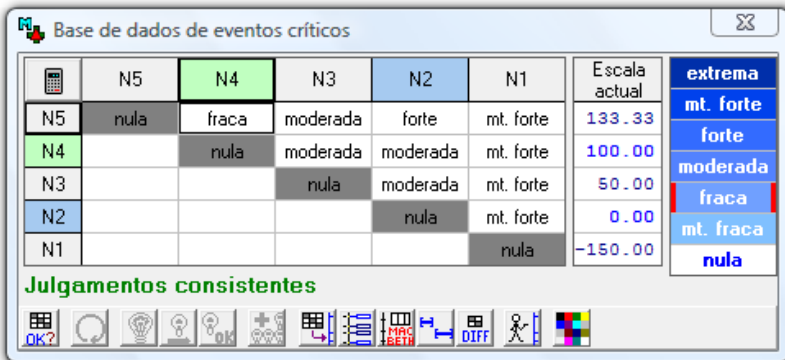 Base de dados de eventos críticos
N5 N4 N3 N2 N1 Escala actual
N5 nula fraca moderada forte mt. forte 133.33
N4 nula moderada moderada mt. forte 100.00
N3 nula moderada mt. forte 50.00
N2 nula mt. forte 0.00
N1 nula -150.00
extrema
mt. forte
forte
moderada
fraca
mt. fraca
nula
Julgamentos consistentes
OK? OK MAC BETH DIFF